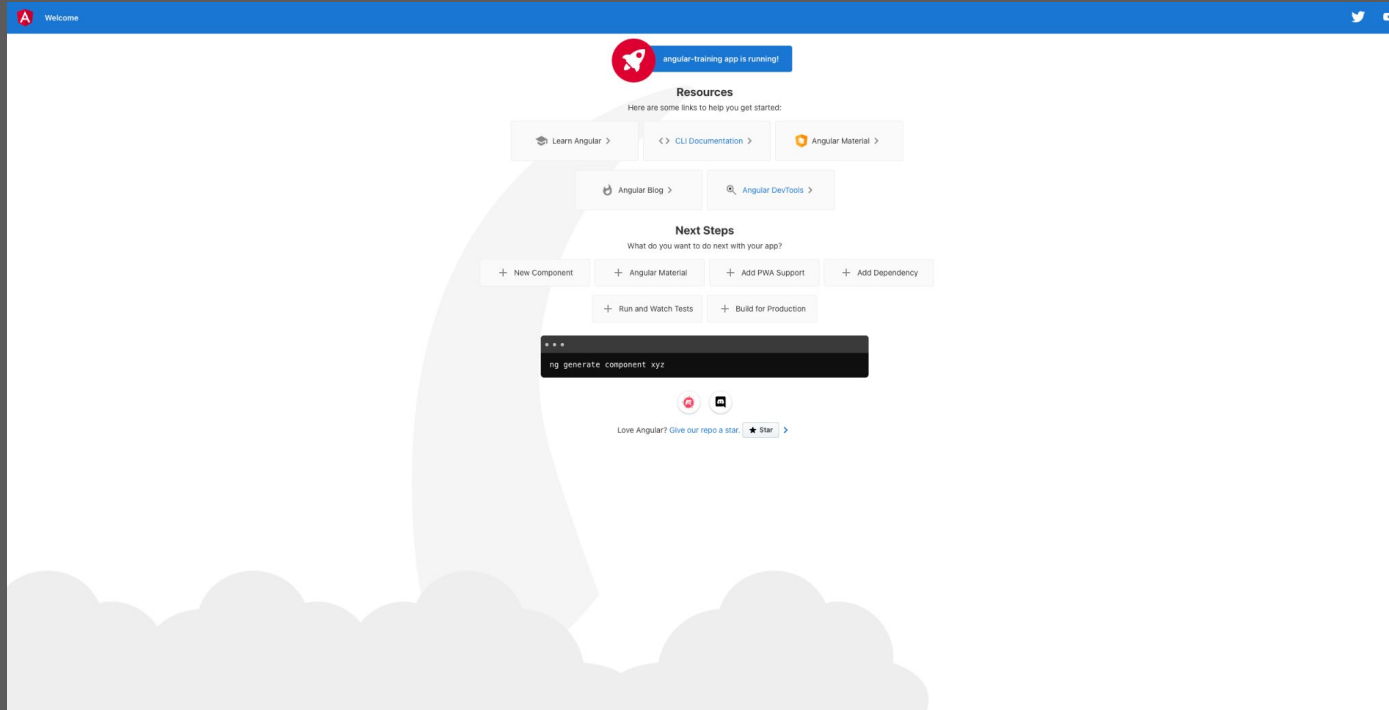 Welcome
angular-training app is running!
Resources
Here are some links to help you get started:
Learn Angular
CLI Documentation
Angular Material
Angular Blog
Angular DevTools
Next Steps
What do you want to do next with your app?
New Component
Angular Material
Add PWA Support
Add Dependency
Run and Watch Tests
Build for Production
ng generate component xyz
Love Angular? Give our repo a star. Star